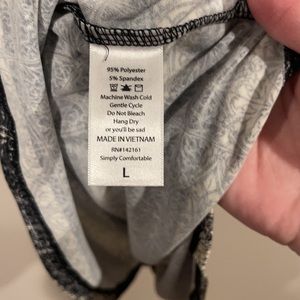 95% Polyester
5% Spandex
Machine Wash Cold
Gentle Cycle
Do Not Bleach
Hang Dry
or you'll be sad
MADE IN VIETNAM
RN#142161
Simply Comfortable
L